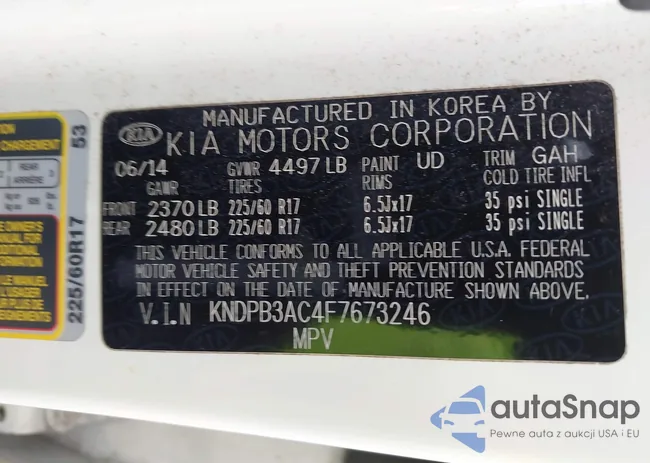 MANUFACTURED IN KOREA BY
KIA KIA MOTORS CORPORATION
06/14 GVWR 4497 LB PAINT UD TRIM GAH
GAWR TIRES RIMS COLD TIRE INFL
FRONT 2370 LB 225/60 R17 6.5Jx17 35 psi SINGLE
REAR 2480 LB 225/60 R17 6.5Jx17 35 psi SINGLE
THIS VEHICLE CONFORMS TO ALL APPLICABLE U.S.A. FEDERAL
MOTOR VEHICLE SAFETY AND THEFT PREVENTION STANDARDS
IN EFFECT ON THE DATE OF MANUFACTURE SHOWN ABOVE.
V.I.N KNDPB3AC4F7673246
MPV
CHARGEMENT
53
REAR
ARRIÈRE
225/60R17
autaSnap
Pewne auta z aukcji USA i EU